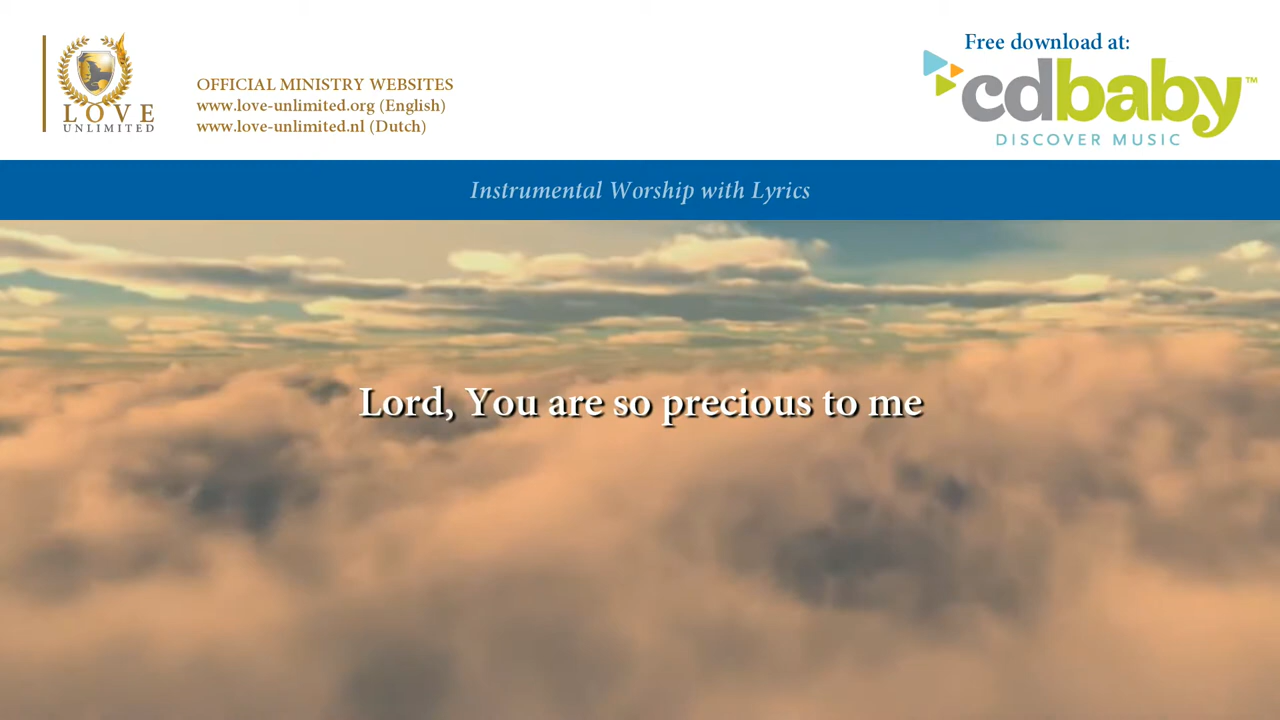 LOVE
UNLIMITED
OFFICIAL MINISTRY WEBSITES
www.love-unlimited.org (English)
www.love-unlimited.nl (Dutch)
Free download at:
cdbaby™
DISCOVER MUSIC
Instrumental Worship with Lyrics
Lord, You are so precious to me